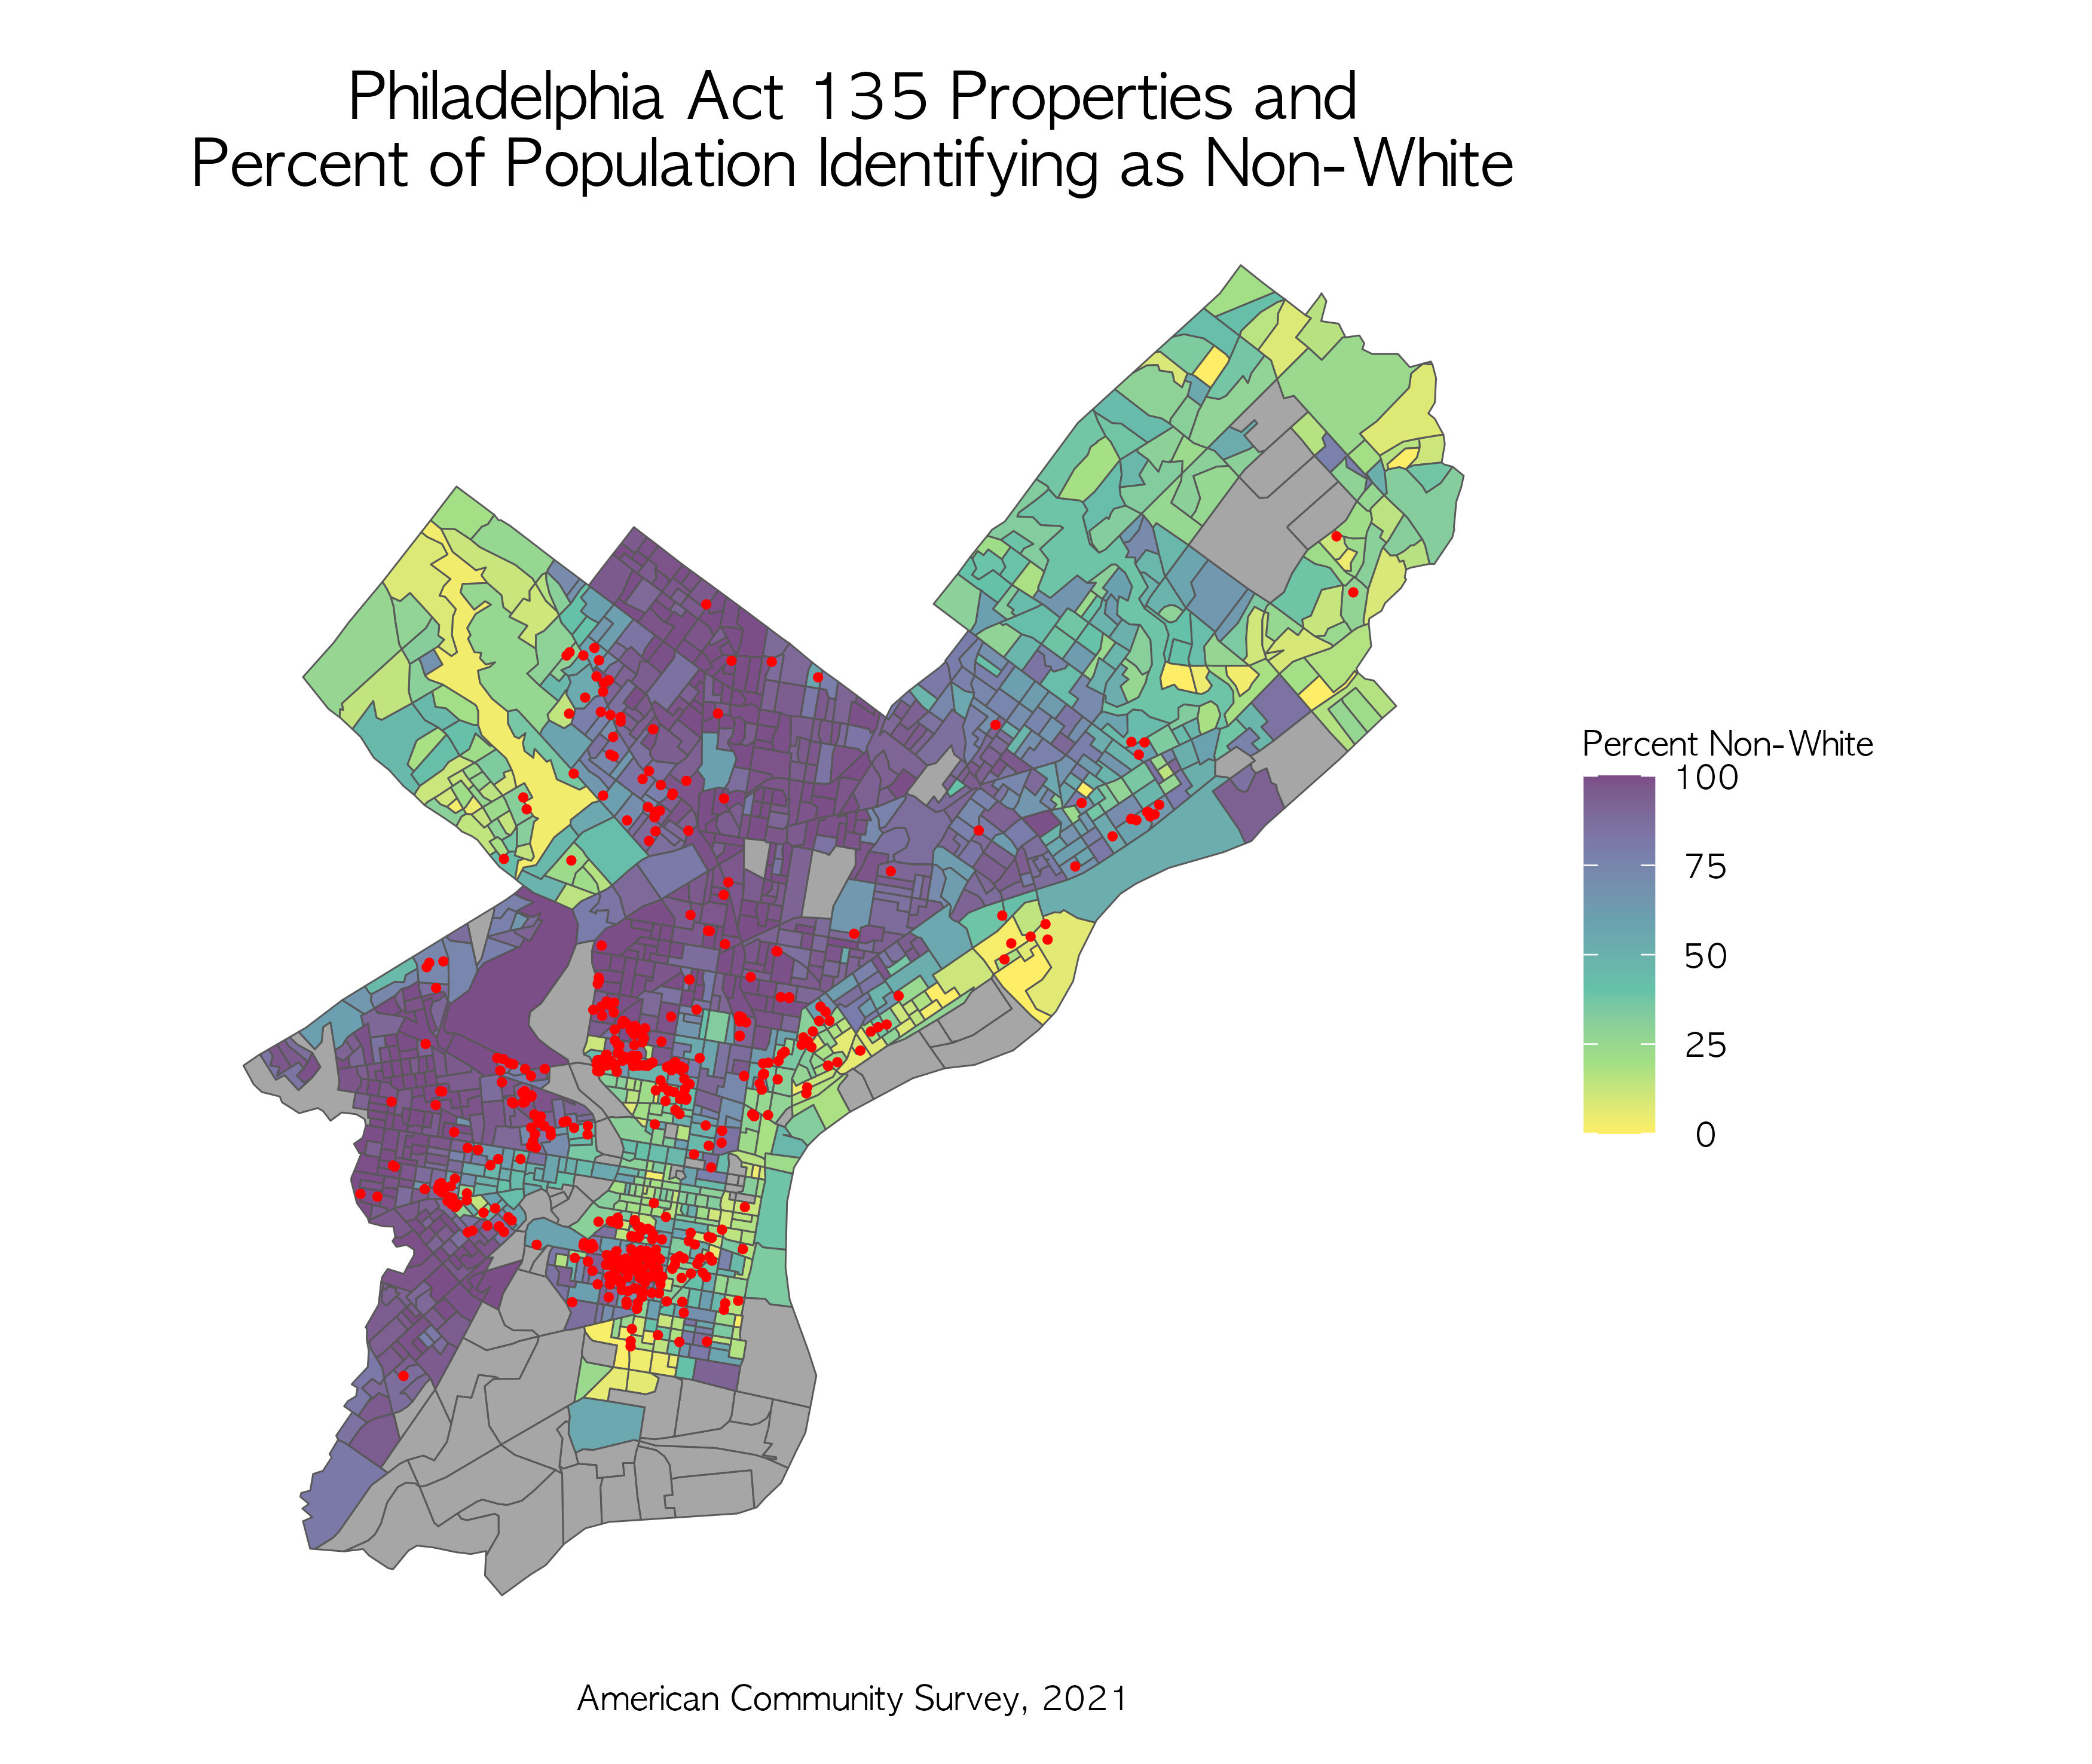 Philadelphia Act 135 Properties and
Percent of Population Identifying as Non-White
Percent Non-White
100
75
50
25
0
American Community Survey, 2021